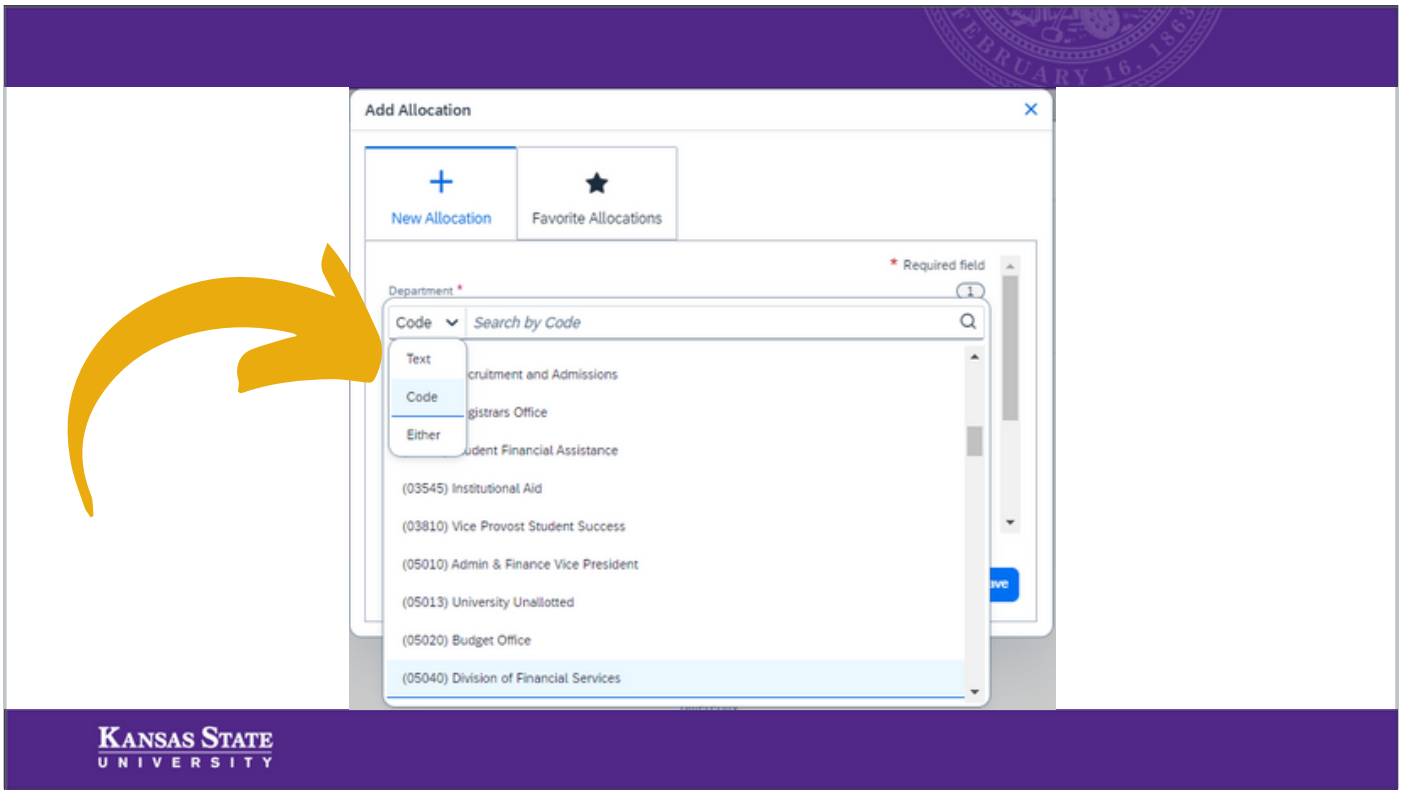 FEBRUARY 16, 1863
Add Allocation
New Allocation
Favorite Allocations
* Required field
Department *
1
Code
Search by Code
Text
Code
Either
cruitment and Admissions
gistrars Office
udent Financial Assistance
(03545) Institutional Aid
(03810) Vice Provost Student Success
(05010) Admin & Finance Vice President
(05013) University Unallotted
(05020) Budget Office
(05040) Division of Financial Services
ve
KANSAS STATE
UNIVERSITY